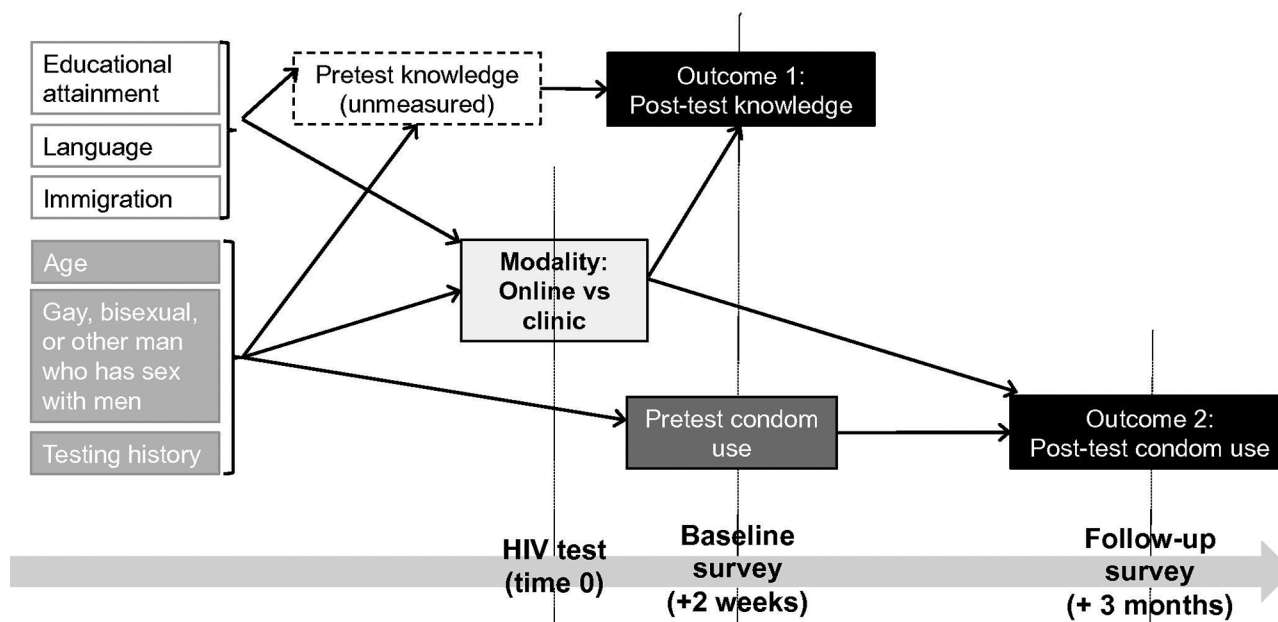 Educational
attainment
Language
Immigration
Age
Gay, bisexual,
or other man
who has sex
with men
Testing history
Pretest knowledge
(unmeasured)
Outcome 1:
Post-test knowledge
Modality:
Online vs
clinic
Pretest condom
use
Outcome 2:
Post-test condom use
HIV test
(time 0)
Baseline
survey
(+2 weeks)
Follow-up
survey
(+ 3 months)